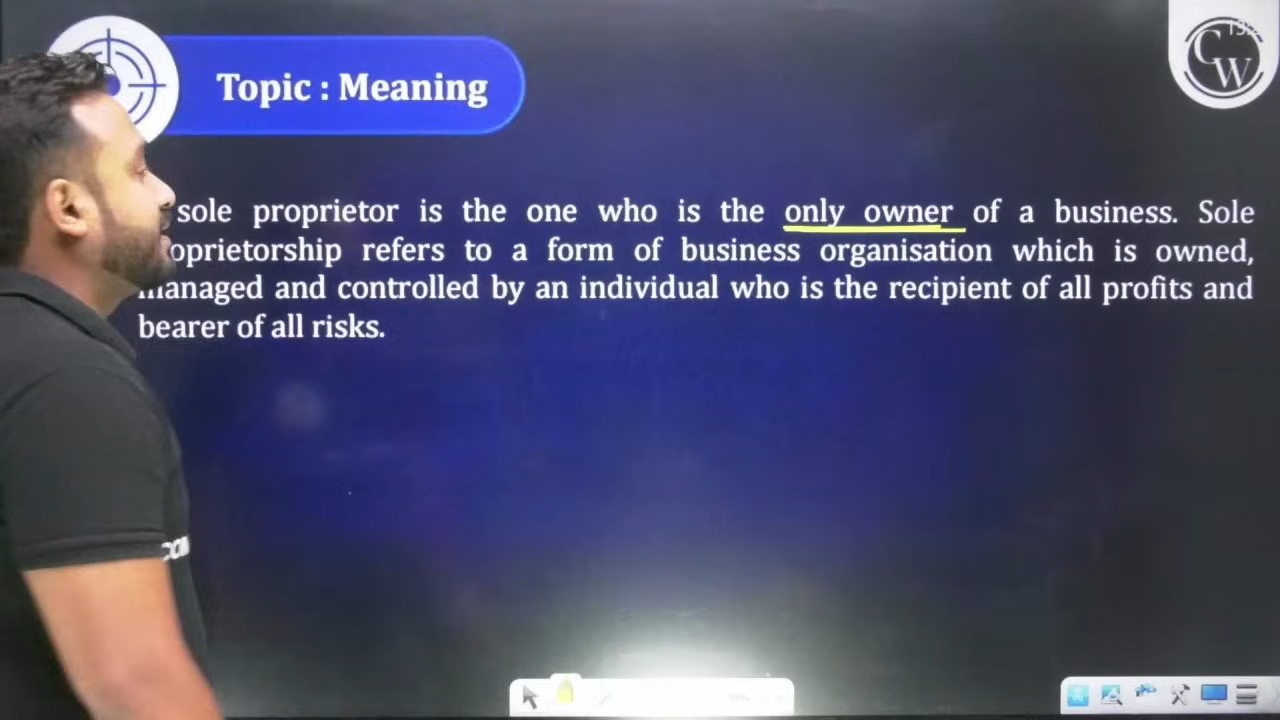 Topic : Meaning
CW
sole proprietor is the one who is the only owner of a business. Sole
oprietorship refers to a form of business organisation which is owned,
managed and controlled by an individual who is the recipient of all profits and
bearer of all risks.